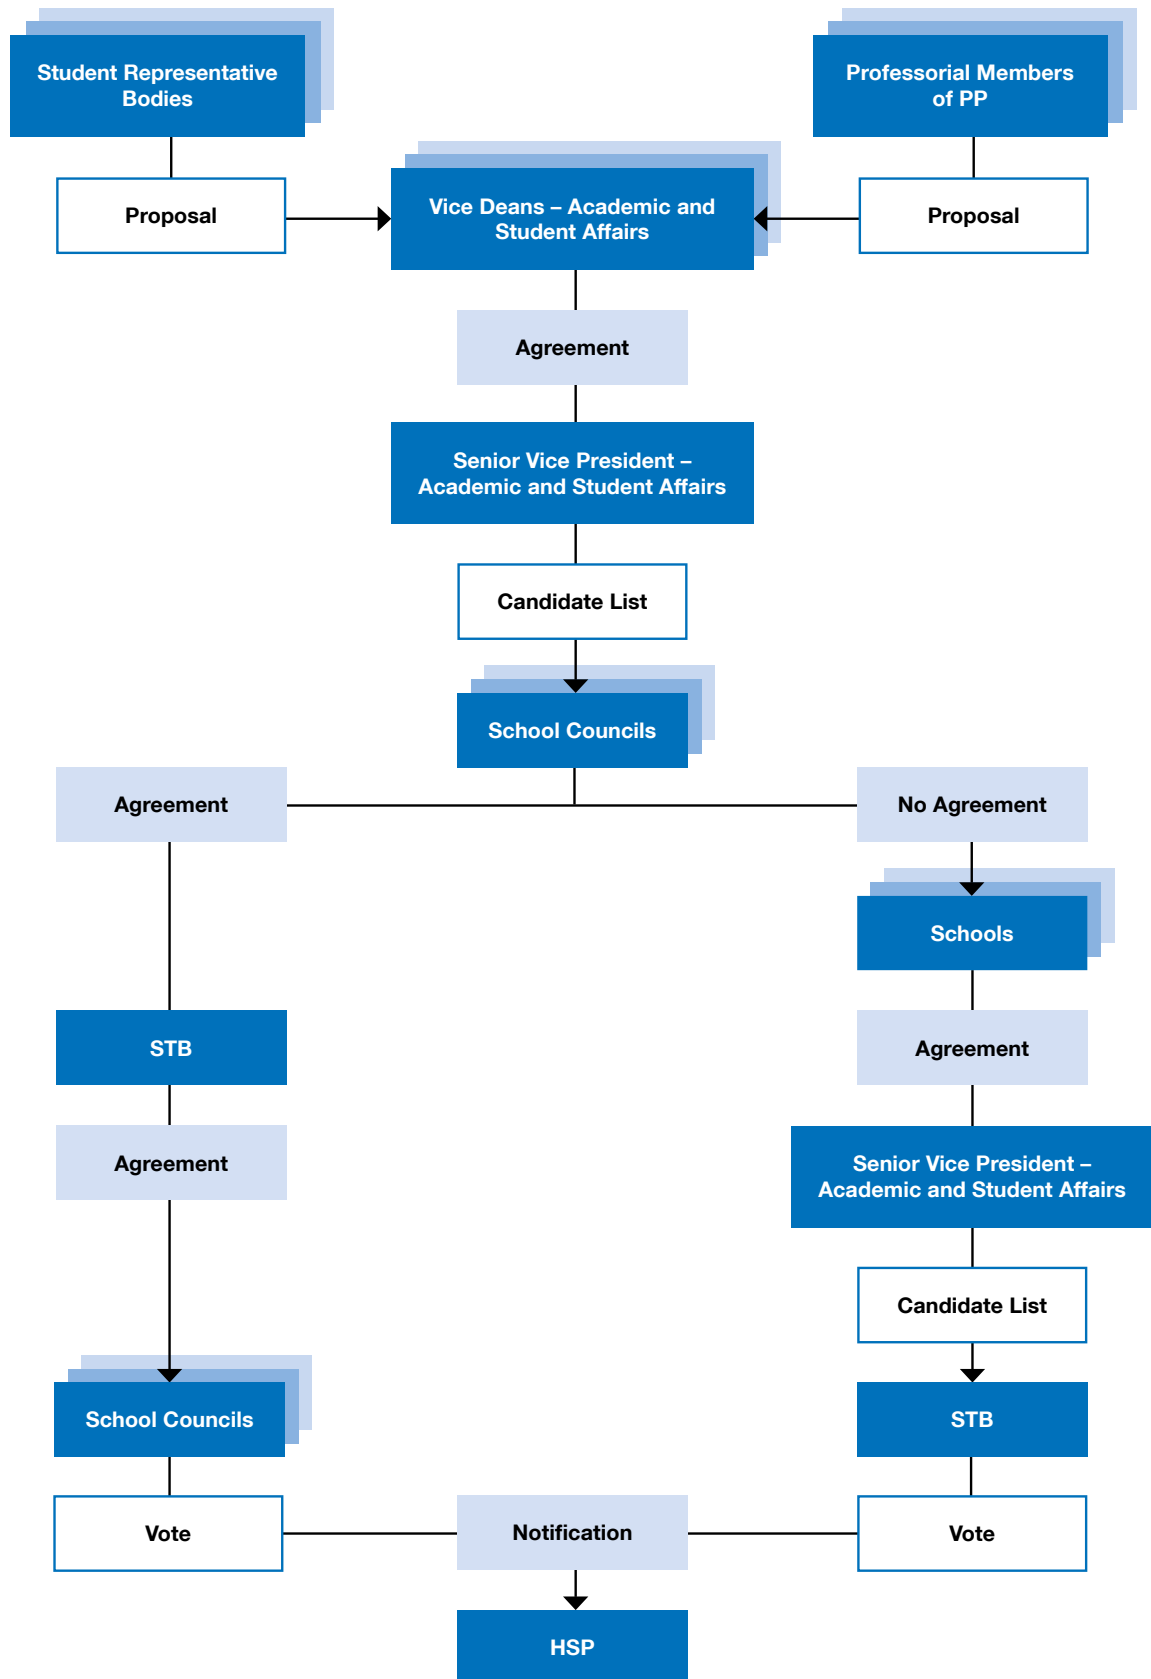 Student Representative
Bodies
Professorial Members
of PP
Proposal
Vice Deans – Academic and
Student Affairs
Proposal
Agreement
Senior Vice President –
Academic and Student Affairs
Candidate List
School Councils
Agreement
No Agreement
Schools
STB
Agreement
Agreement
Senior Vice President –
Academic and Student Affairs
Candidate List
School Councils
STB
Vote
Notification
Vote
HSP